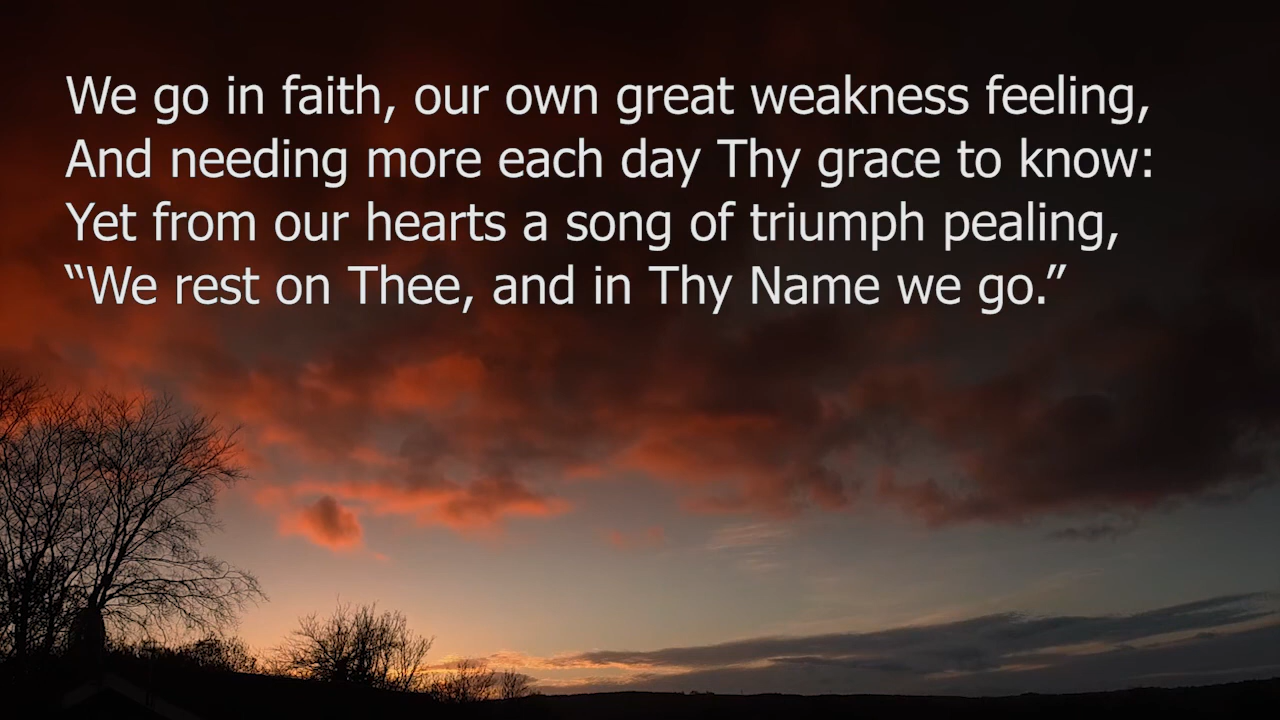 We go in faith, our own great weakness feeling,
And needing more each day Thy grace to know:
Yet from our hearts a song of triumph pealing,
“We rest on Thee, and in Thy Name we go.”